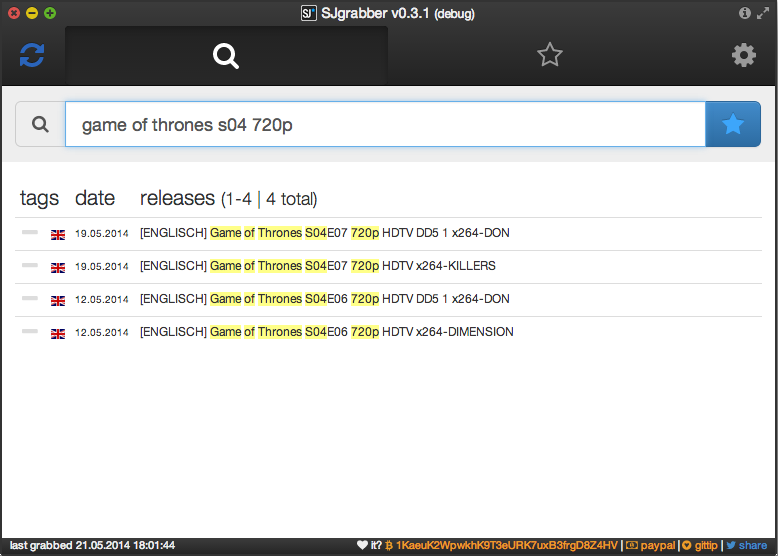 SJ SJgrabber v0.3.1 (debug)
game of thrones s04 720p
tags date releases (1-4 | 4 total)
19.05.2014 [ENGLISCH] Game of Thrones S04E07 720p HDTV DD5 1 x264-DON
19.05.2014 [ENGLISCH] Game of Thrones S04E07 720p HDTV x264-KILLERS
12.05.2014 [ENGLISCH] Game of Thrones S04E06 720p HDTV DD5 1 x264-DON
12.05.2014 [ENGLISCH] Game of Thrones S04E06 720p HDTV x264-DIMENSION
last grabbed 21.05.2014 18:01:44 it? 1KaeuK2WpwkhK9T3eURK7uxB3frgD8Z4HV | paypal | gittip | share